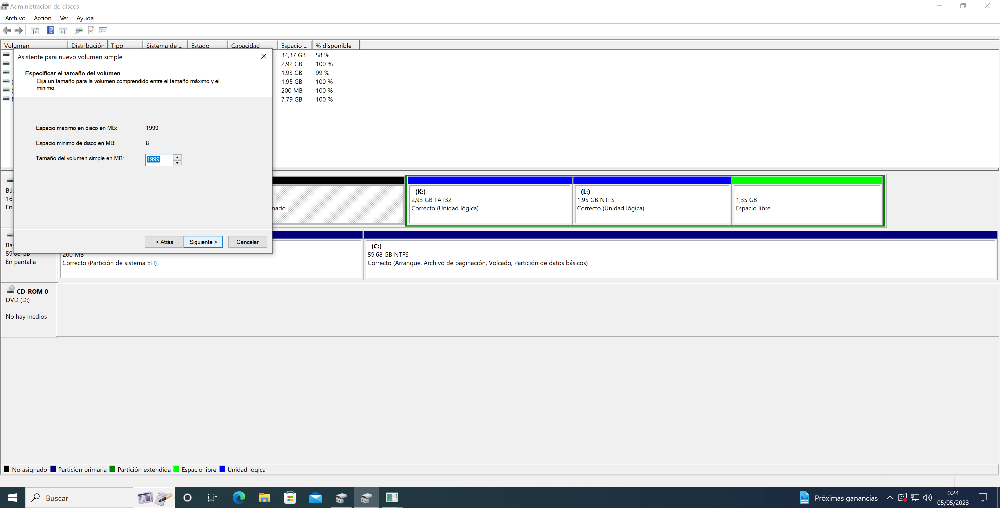 Administración de discos
Archivo Acción Ver Ayuda
Volumen Distribución Tipo Sistema de ... Estado Capacidad Espacio ... % disponible
34,37 GB 58 %
2,92 GB 100 %
1,93 GB 99 %
1,95 GB 100 %
200 MB 100 %
7,79 GB 100 %
Asistente para nuevo volumen simple
Especificar el tamaño del volumen
Elija un tamaño para la volumen comprendido entre el tamaño máximo y el
mínimo.
Espacio máximo en disco en MB: 1999
Espacio mínimo de disco en MB: 8
Tamaño del volumen simple en MB: 1999
< Atrás Siguiente > Cancelar
Bás
16,
En
nado
(K:)
2,93 GB FAT32
Correcto (Unidad lógica)
(L:)
1,95 GB NTFS
Correcto (Unidad lógica)
1,35 GB
Espacio libre
Bás
59,68 GB
En pantalla
200 MB
Correcto (Partición de sistema EFI)
(C:)
59,68 GB NTFS
Correcto (Arranque, Archivo de paginación, Volcado, Partición de datos básicos)
CD-ROM 0
DVD (D:)
No hay medios
No asignado Partición primaria Partición extendida Espacio libre Unidad lógica
Buscar
Próximas ganancias
0:24
05/05/2023